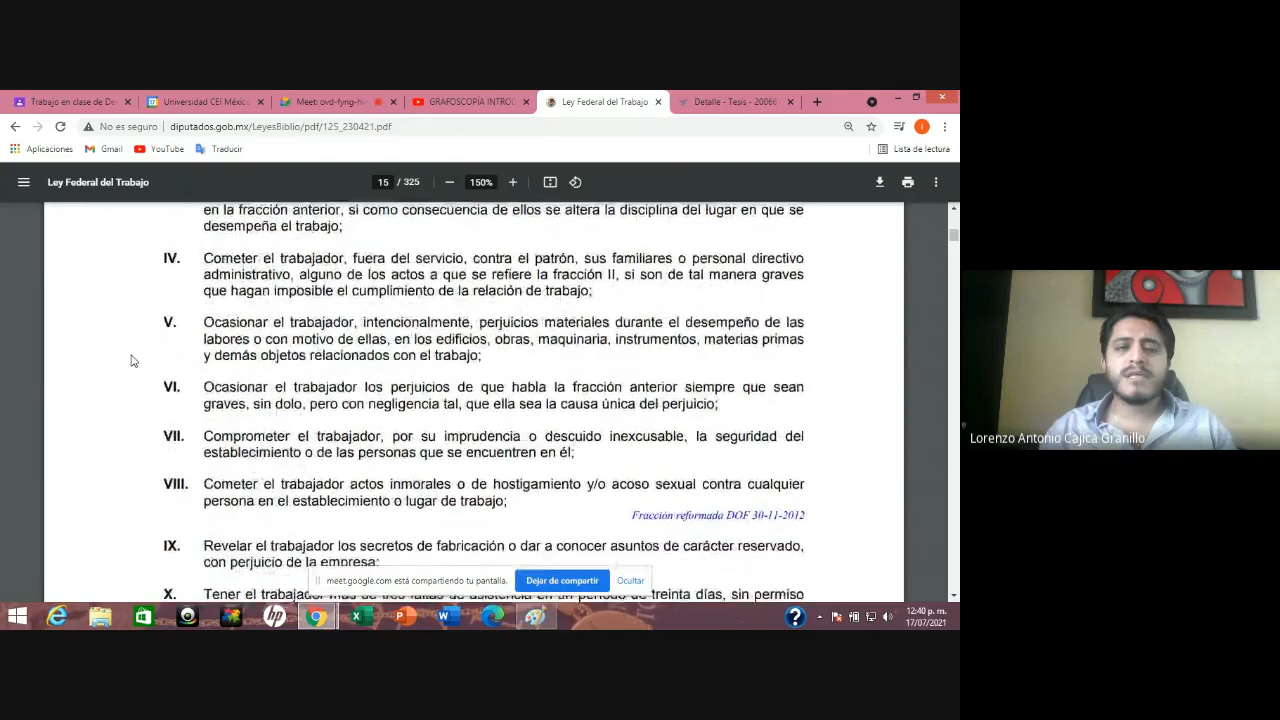 Trabajo en clase de De
Universidad CEI México
Meet: ovd-fyng-h
GRAFOSCOPÍA INTROD
Ley Federal del Trabajo
Detalle - Tesis - 20066
No es seguro
deputados.gob.mx/LeyesBiblio/pdf/125_230421.pdf
Aplicaciones
Gmail
YouTube
Traducir
Lista de lectura
Ley Federal del Trabajo
15 / 325
150%
en la fracción anterior, si como consecuencia de ellos se altera la disciplina del lugar en que se
desempeña el trabajo;
IV. Cometer el trabajador, fuera del servicio, contra el patrón, sus familiares o personal directivo
administrativo, alguno de los actos a que se refiere la fracción II, si son de tal manera graves
que hagan imposible el cumplimiento de la relación de trabajo;
V. Ocasionar el trabajador, intencionalmente, perjuicios materiales durante el desempeño de las
labores o con motivo de ellas, en los edificios, obras, maquinaria, instrumentos, materias primas
y demás objetos relacionados con el trabajo;
VI. Ocasionar el trabajador los perjuicios de que habla la fracción anterior siempre que sean
graves, sin dolo, pero con negligencia tal, que ella sea la causa única del perjuicio;
VII. Comprometer el trabajador, por su imprudencia o descuido inexcusable, la seguridad del
establecimiento o de las personas que se encuentren en él;
VIII. Cometer el trabajador actos inmorales o de hostigamiento y/o acoso sexual contra cualquier
persona en el establecimiento o lugar de trabajo;
Fracción reformada DOF 30-11-2012
IX. Revelar el trabajador los secretos de fabricación o dar a conocer asuntos de carácter reservado,
con perjuicio de la empresa;
X. Tener el trabajador más de tres faltas de asistencia en un período de treinta días, sin permiso
meet.google.com está compartiendo tu pantalla.
Dejar de compartir
Ocultar
12:40 p. m.
17/07/2021
Lorenzo Antonio Cajica Granillo